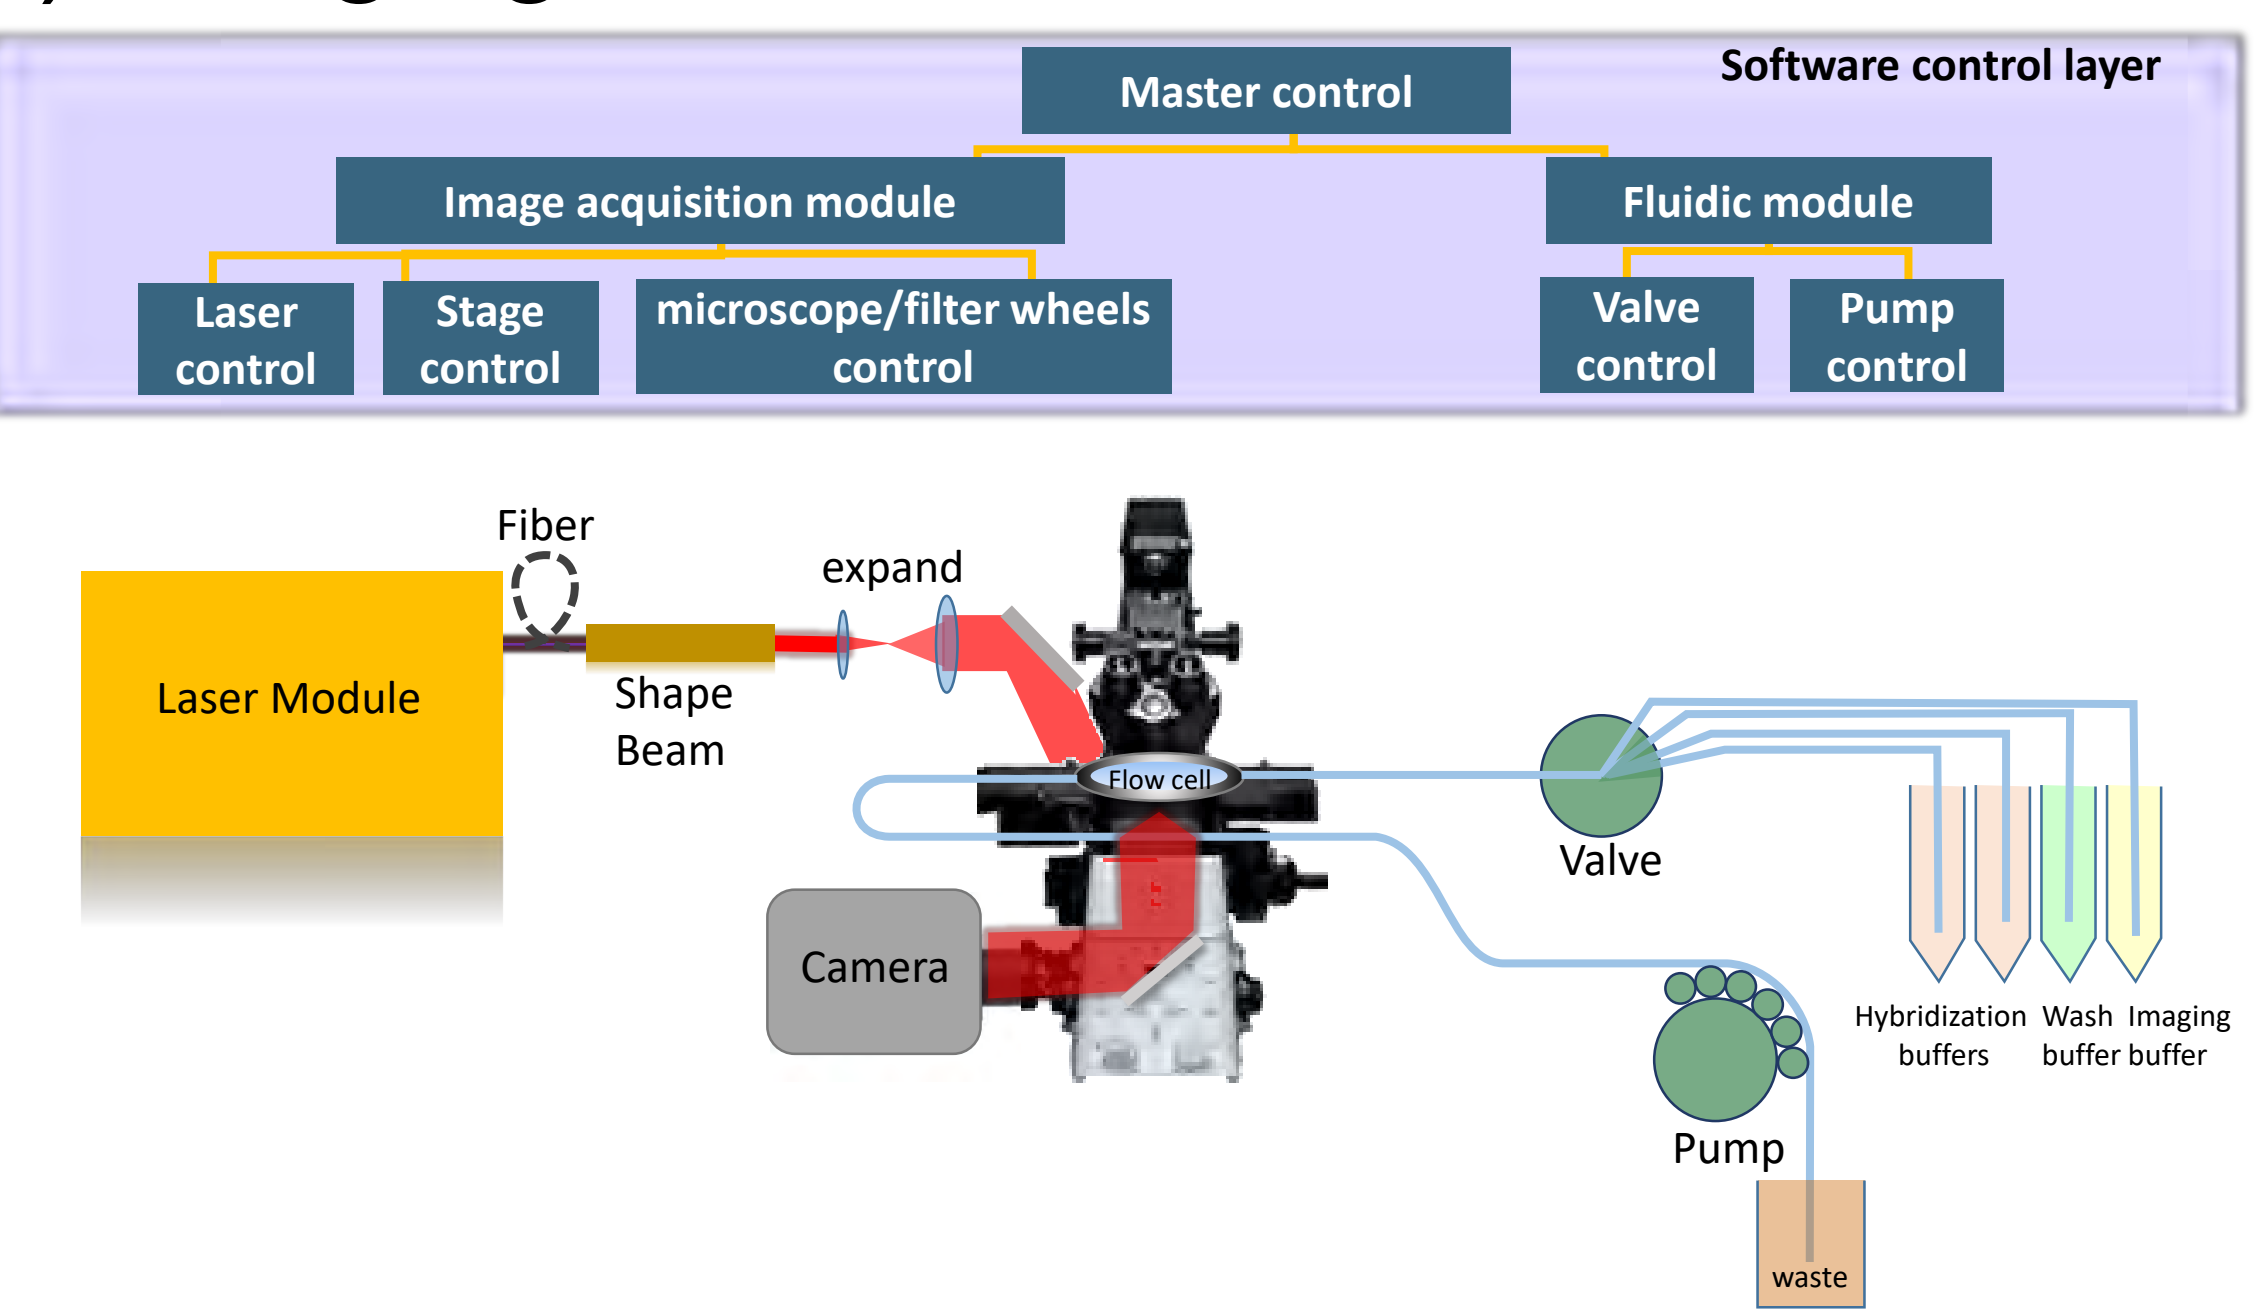 Software control layer
Master control
Image acquisition module
Fluidic module
Laser
control
Stage
control
microscope/filter wheels
control
Valve
control
Pump
control
Fiber
expand
Laser Module
Shape
Beam
Flow cell
Valve
Camera
Hybridization
buffers
Wash
buffer
Imaging
buffer
Pump
waste